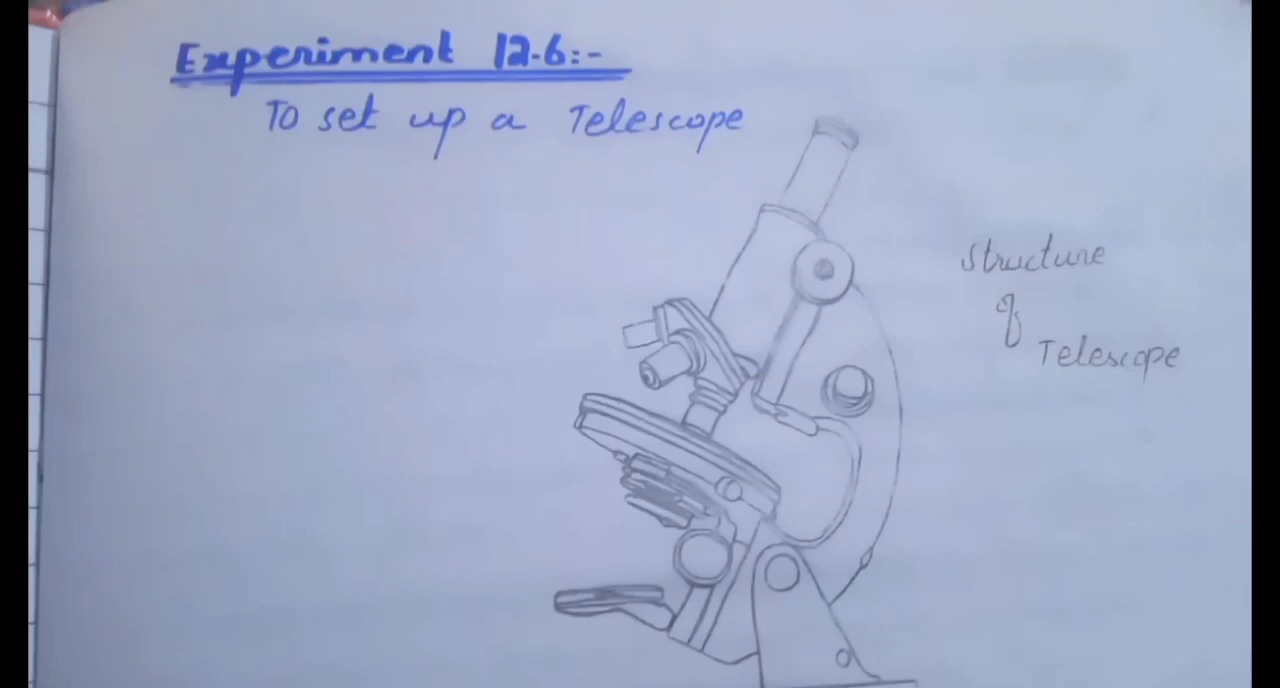 Experiment 12.6:-
To set up a Telescope
Structure
of
Telescope